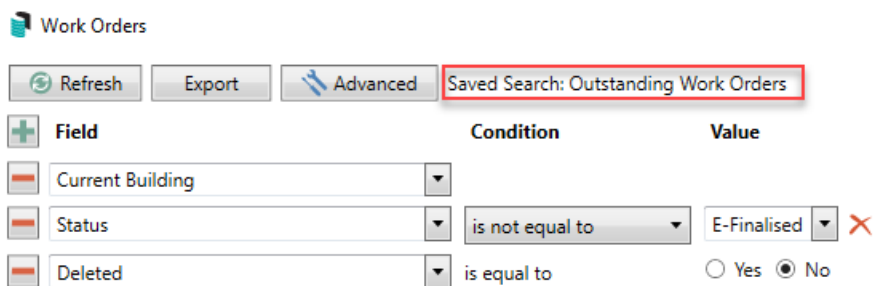 Work Orders
Refresh Export Advanced Saved Search: Outstanding Work Orders
Field Condition Value
Current Building
Status is not equal to E-Finalised
Deleted is equal to Yes No